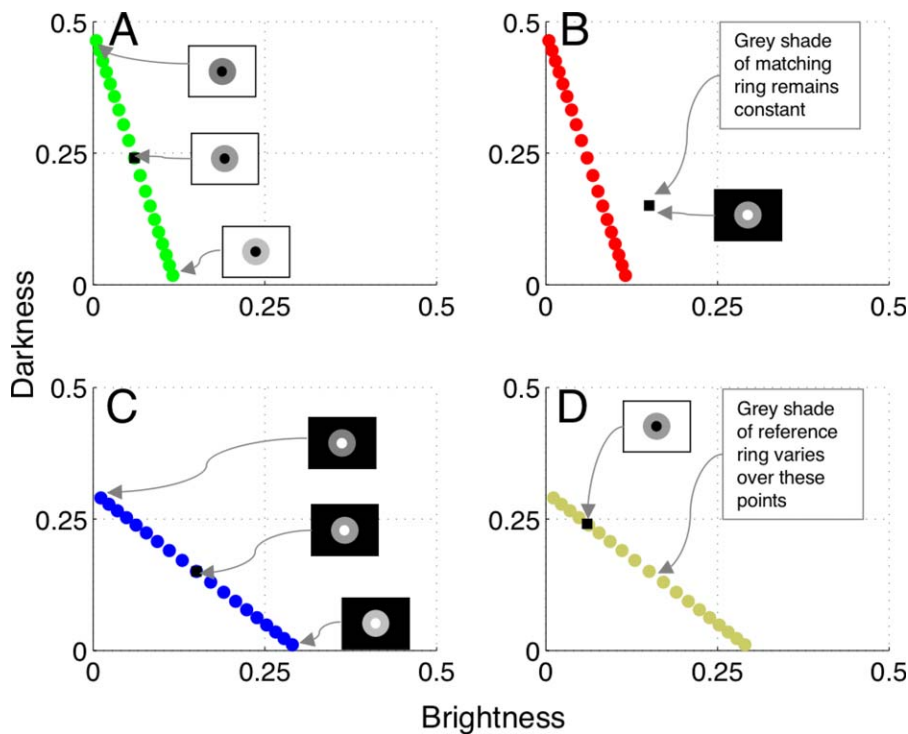 A
0.5
0.25
0
0
0.25
0.5
B
0.5
0.25
0
0
0.25
0.5
Grey shade
of matching
ring remains
constant
Darkness
C
0.5
0.25
0
0
0.25
0.5
D
0.5
0.25
0
0
0.25
0.5
Grey shade
of reference
ring varies
over these
points
Brightness